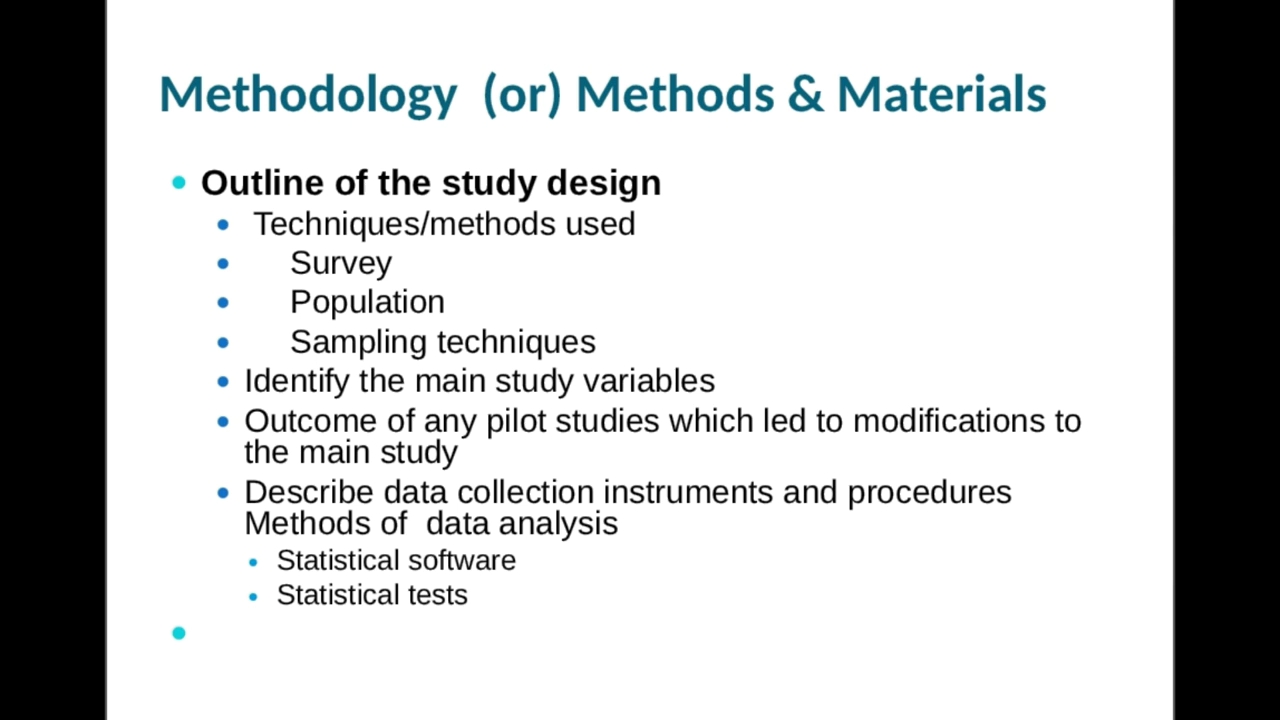 Methodology (or) Methods & Materials
• Outline of the study design
• Techniques/methods used
• Survey
• Population
• Sampling techniques
• Identify the main study variables
• Outcome of any pilot studies which led to modifications to
the main study
• Describe data collection instruments and procedures
Methods of data analysis
• Statistical software
• Statistical tests
•